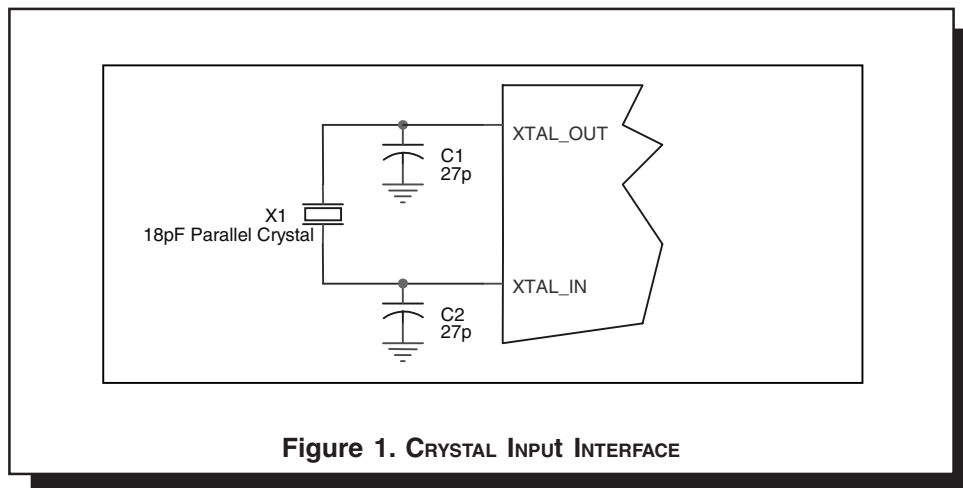 XTAL_OUT
C1
27p
X1
18pF Parallel Crystal
XTAL_IN
C2
27p
Figure 1. CRYSTAL INPUt INTERFACE